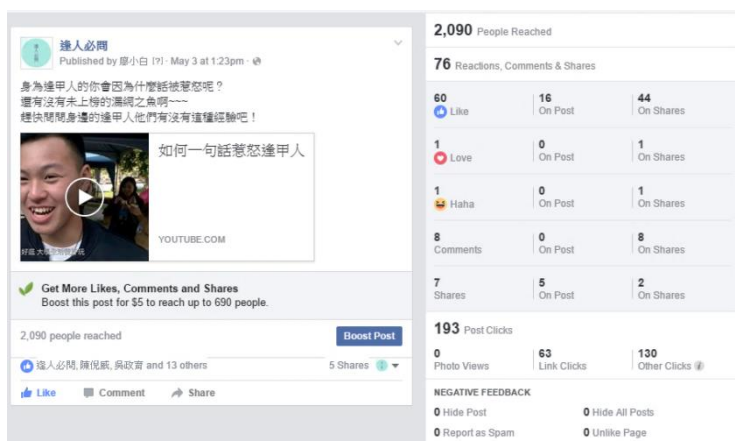 逢人必問
Published by 廖小白 [?] · May 3 at 1:23pm ·
身為逢甲人的你會因為什麼話被惹怒呢？
還有沒有未上榜的漏網之魚啊~~~
趕快問問身邊的逢甲人他們有沒有這種經驗吧！
如何一句話惹怒逢甲人
YOUTUBE.COM
Get More Likes, Comments and Shares
Boost this post for $5 to reach up to 690 people.
2,090 people reached
Boost Post
逢人必問, 陳倪威, 吳政育 and 13 others
5 Shares
Like Comment Share
2,090 People Reached
76 Reactions, Comments & Shares
60 Like
16 On Post
44 On Shares
1 Love
0 On Post
1 On Shares
1 Haha
0 On Post
1 On Shares
8 Comments
0 On Post
8 On Shares
7 Shares
5 On Post
2 On Shares
193 Post Clicks
0 Photo Views
63 Link Clicks
130 Other Clicks
NEGATIVE FEEDBACK
0 Hide Post
0 Hide All Posts
0 Report as Spam
0 Unlike Page